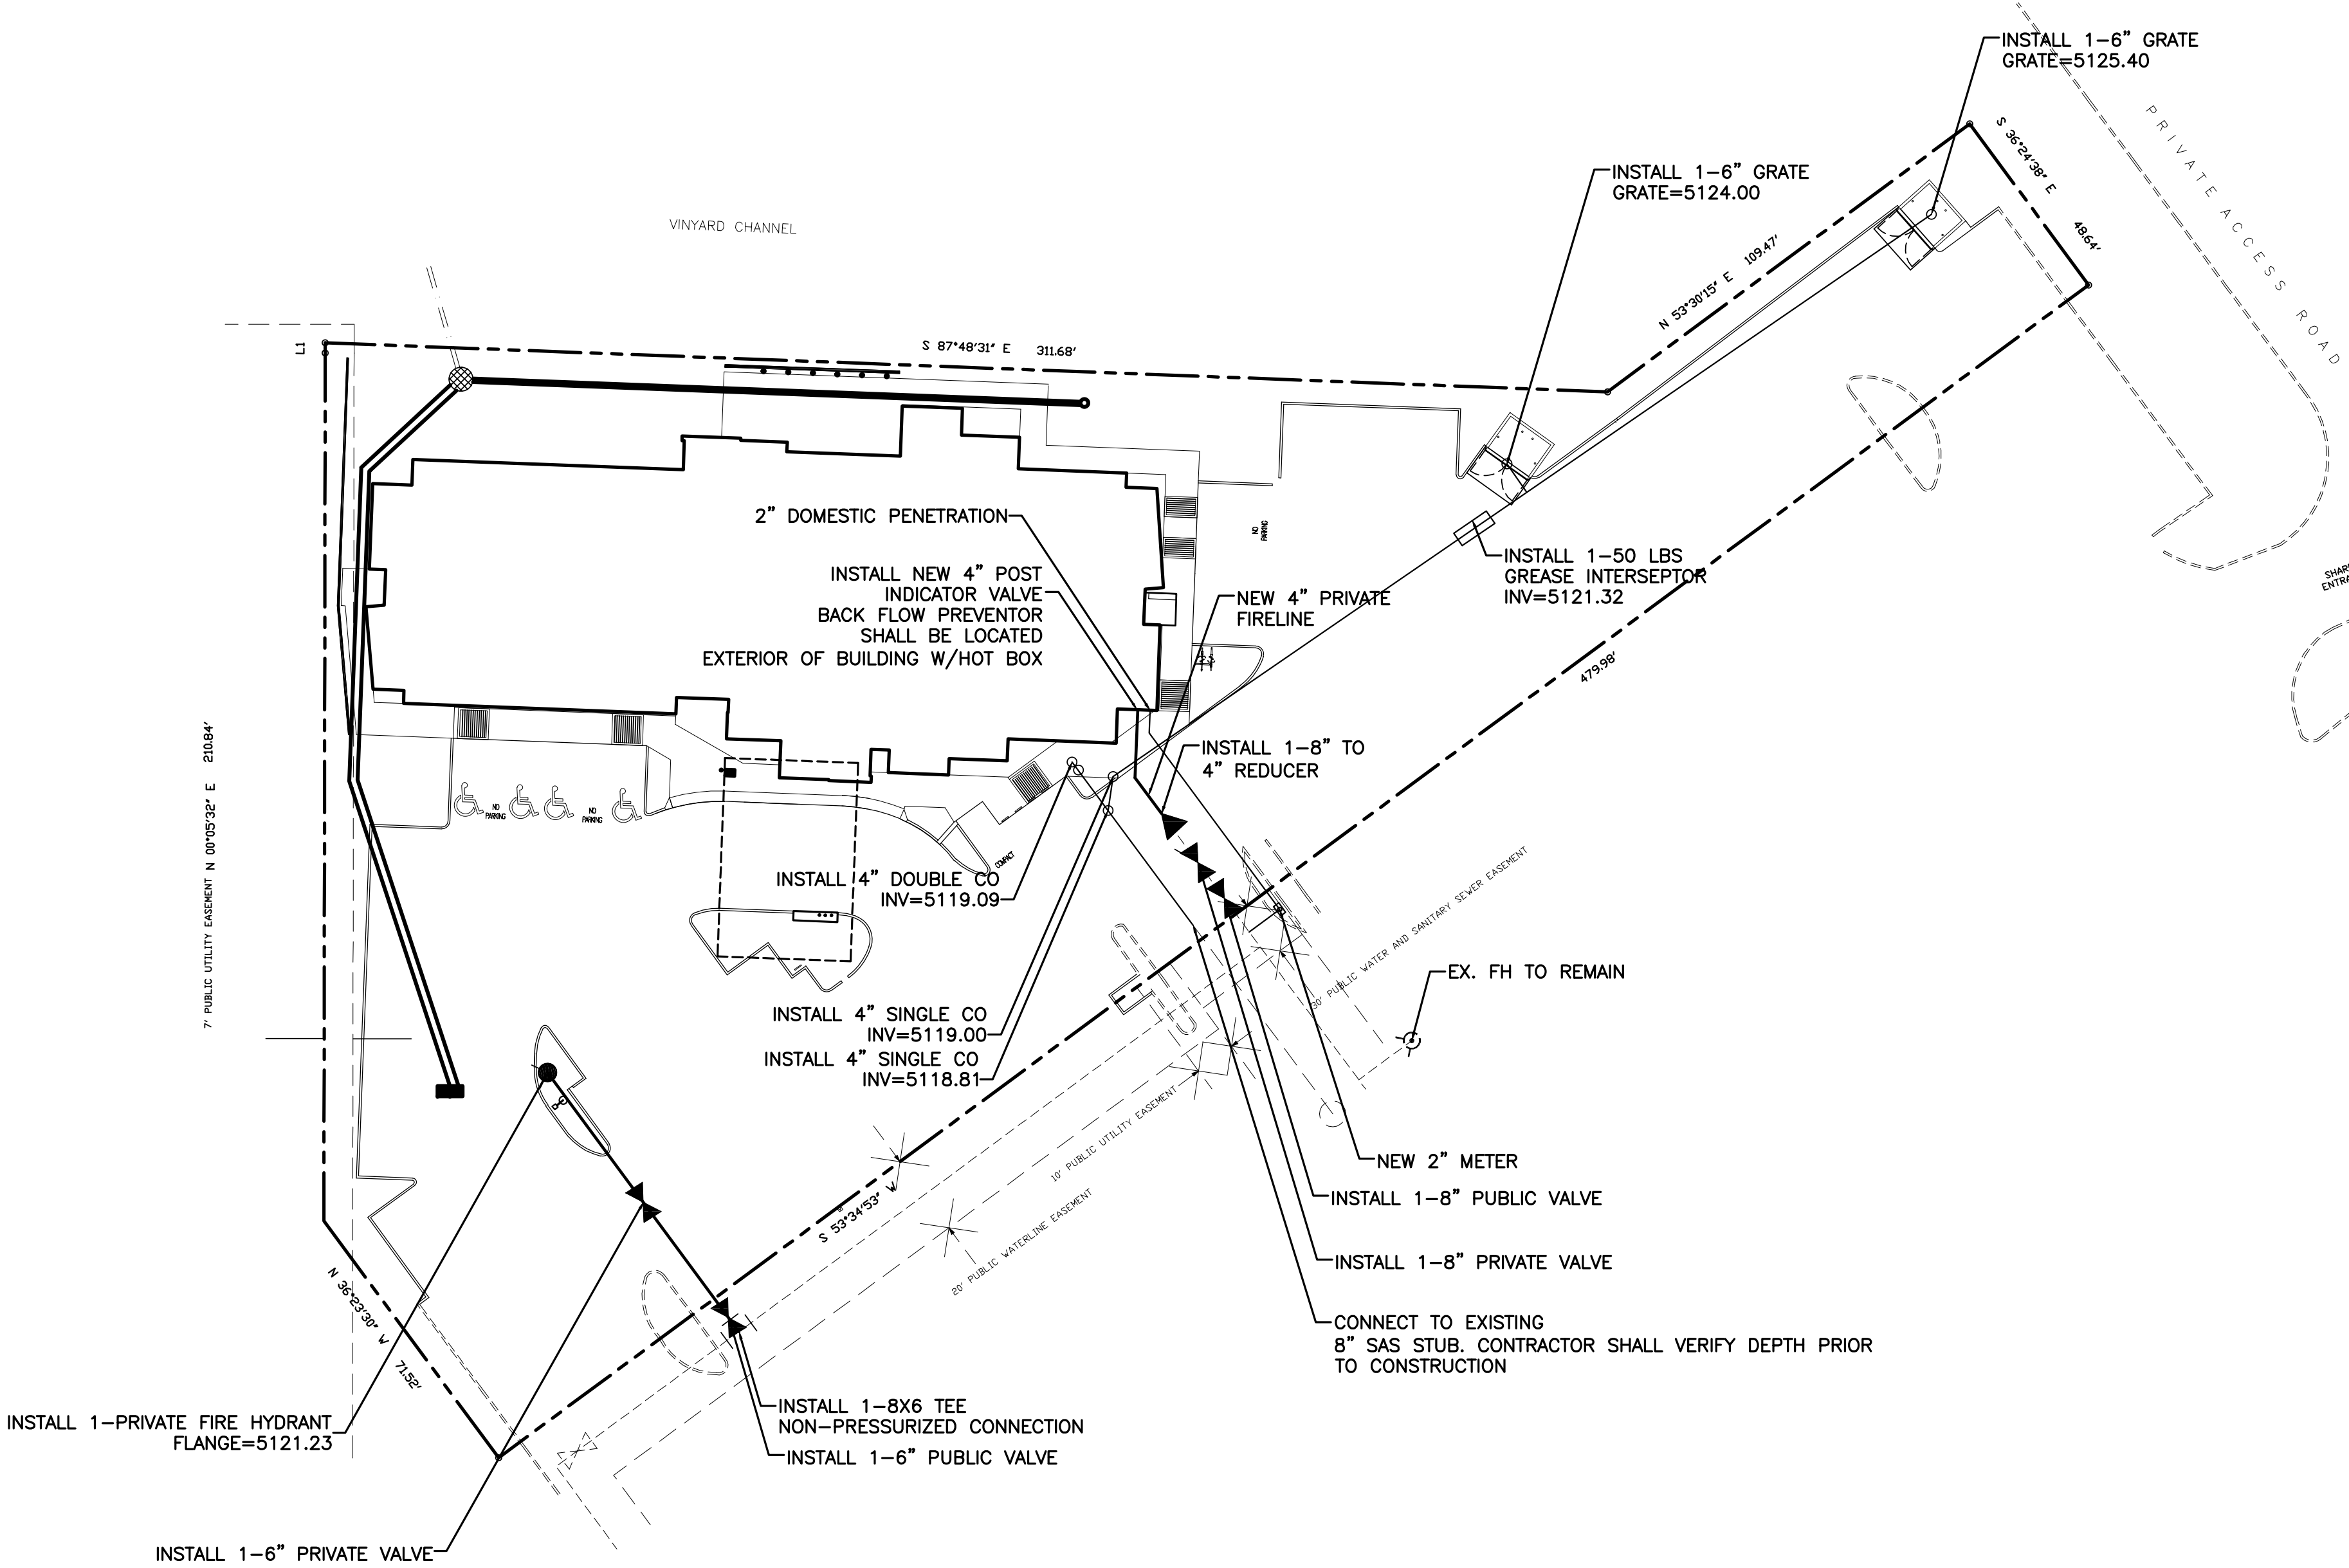 INSTALL 1-6" GRATE
GRATE=5125.40
PRIVATE ACCESS ROAD
S 36°24'38" E
48.64'
INSTALL 1-6" GRATE
GRATE=5124.00
VINYARD CHANNEL
N 53°30'15" E 109.47'
L1
S 87°48'31" E 311.68'
2" DOMESTIC PENETRATION
NO
PARKING
INSTALL 1-50 LBS
GREASE INTERSEPTOR
INV=5121.32
INSTALL NEW 4" POST
INDICATOR VALVE
BACK FLOW PREVENTOR
SHALL BE LOCATED
EXTERIOR OF BUILDING W/HOT BOX
NEW 4" PRIVATE
FIRELINE
479.98'
7' PUBLIC UTILITY EASEMENT
N 00°05'32" E 210.84'
INSTALL 1-8" TO
4" REDUCER
NO
PARKING
NO
PARKING
COMPACT
INSTALL 4" DOUBLE CO
INV=5119.09
30' PUBLIC WATER AND SANITARY SEWER EASEMENT
EX. FH TO REMAIN
INSTALL 4" SINGLE CO
INV=5119.00
INSTALL 4" SINGLE CO
INV=5118.81
10' PUBLIC UTILITY EASEMENT
20' PUBLIC WATERLINE EASEMENT
S 53°34'53" W
NEW 2" METER
INSTALL 1-8" PUBLIC VALVE
INSTALL 1-8" PRIVATE VALVE
CONNECT TO EXISTING
8" SAS STUB. CONTRACTOR SHALL VERIFY DEPTH PRIOR
TO CONSTRUCTION
N 36°23'30" W 71.52'
INSTALL 1-8X6 TEE
NON-PRESSURIZED CONNECTION
INSTALL 1-6" PUBLIC VALVE
INSTALL 1-PRIVATE FIRE HYDRANT
FLANGE=5121.23
INSTALL 1-6" PRIVATE VALVE